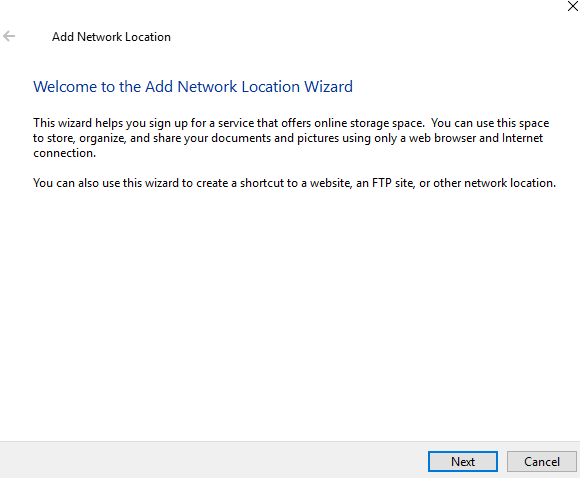 Add Network Location
Welcome to the Add Network Location Wizard
This wizard helps you sign up for a service that offers online storage space.  You can use this space
to store, organize, and share your documents and pictures using only a web browser and Internet
connection.
You can also use this wizard to create a shortcut to a website, an FTP site, or other network location.
Next
Cancel